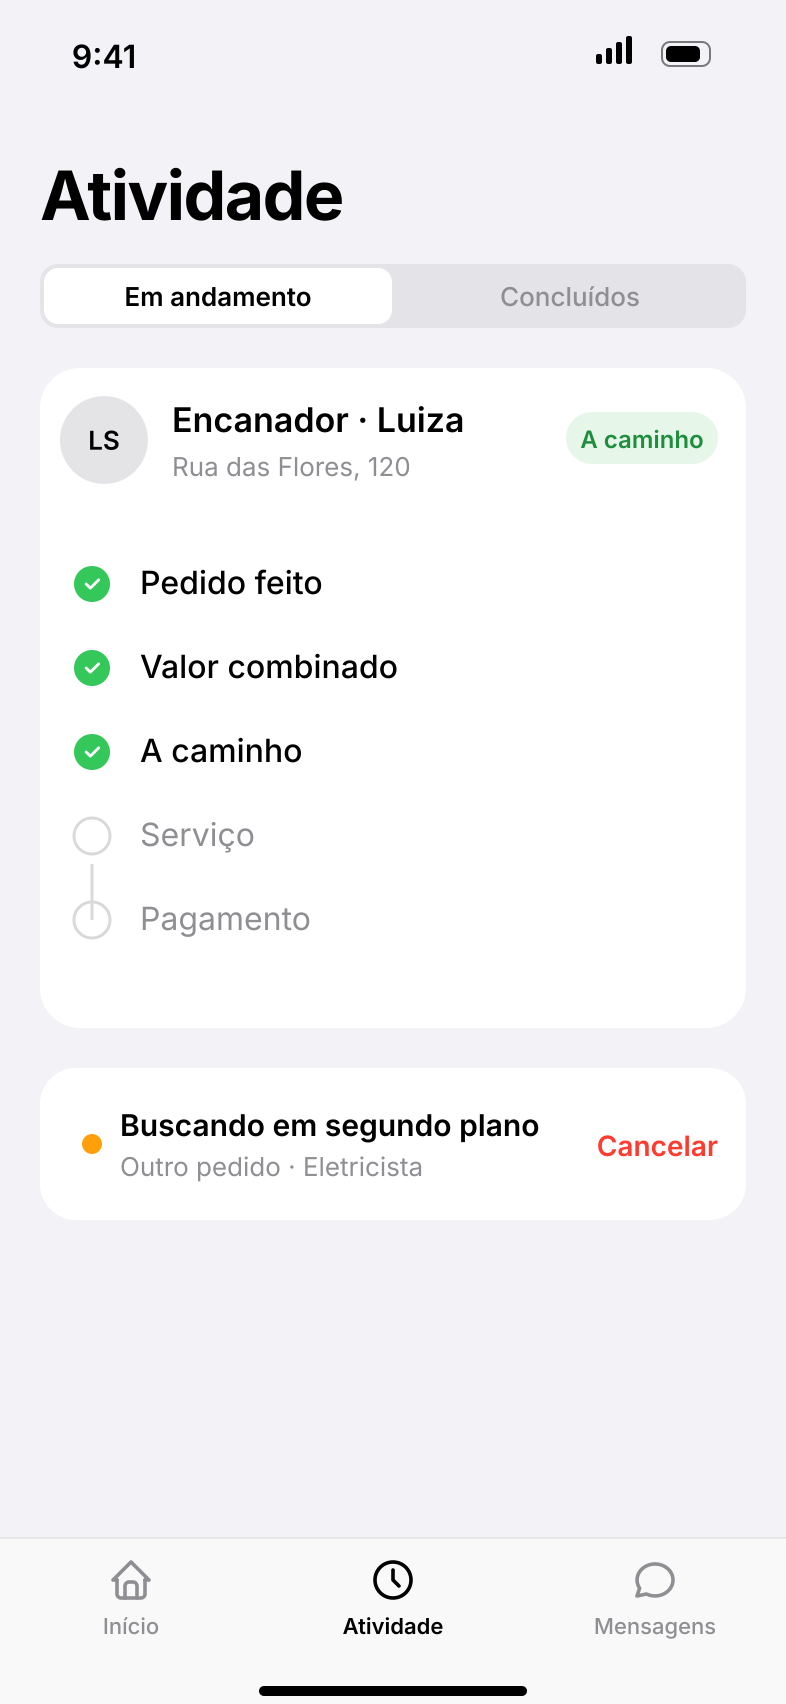 9:41
Atividade
Em andamento
Concluídos
LS
Encanador · Luiza
Rua das Flores, 120
A caminho
Pedido feito
Valor combinado
A caminho
Serviço
Pagamento
Buscando em segundo plano
Outro pedido · Eletricista
Cancelar
Início
Atividade
Mensagens